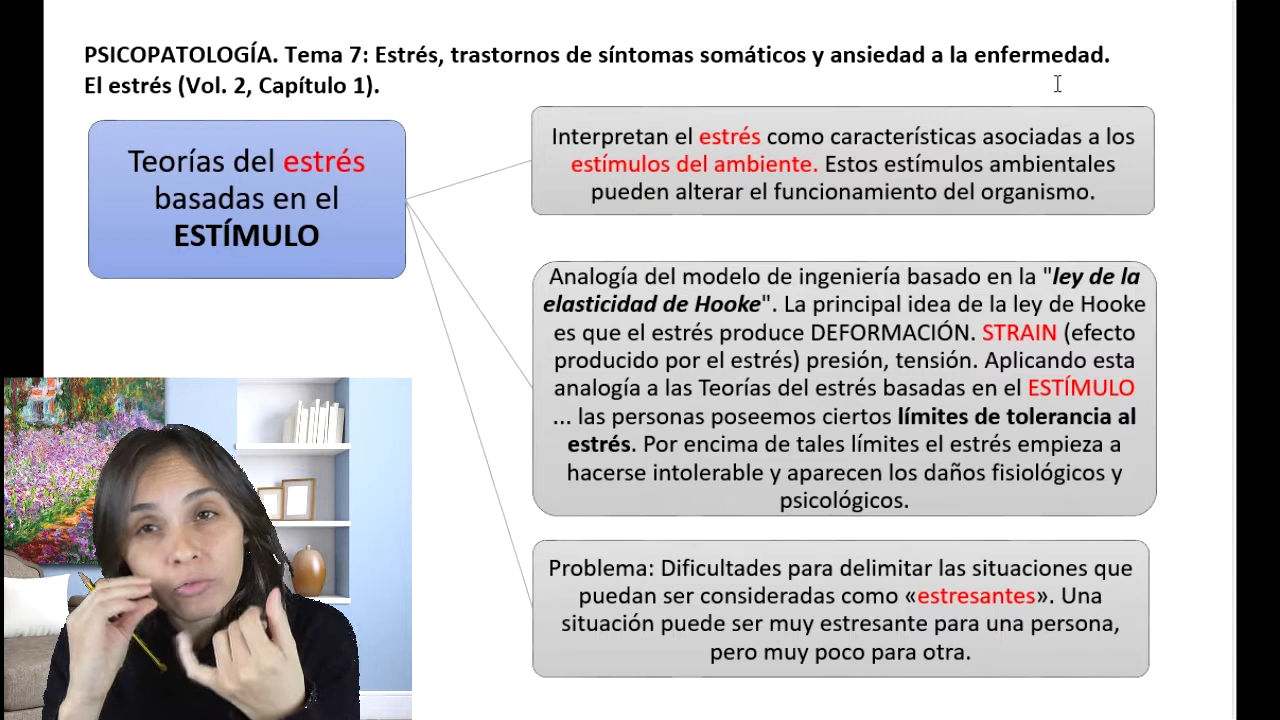 PSICOPATOLOGÍA. Tema 7: Estrés, trastornos de síntomas somáticos y ansiedad a la enfermedad.
El estrés (Vol. 2, Capítulo 1).
Teorías del estrés
basadas en el
ESTÍMULO
Interpretan el estrés como características asociadas a los
estímulos del ambiente. Estos estímulos ambientales
pueden alterar el funcionamiento del organismo.
Analogía del modelo de ingeniería basado en la "ley de la
elasticidad de Hooke". La principal idea de la ley de Hooke
es que el estrés produce DEFORMACIÓN. STRAIN (efecto
producido por el estrés) presión, tensión. Aplicando esta
analogía a las Teorías del estrés basadas en el ESTÍMULO
... las personas poseemos ciertos límites de tolerancia al
estrés. Por encima de tales límites el estrés empieza a
hacerse intolerable y aparecen los daños fisiológicos y
psicológicos.
Problema: Dificultades para delimitar las situaciones que
puedan ser consideradas como «estresantes». Una
situación puede ser muy estresante para una persona,
pero muy poco para otra.